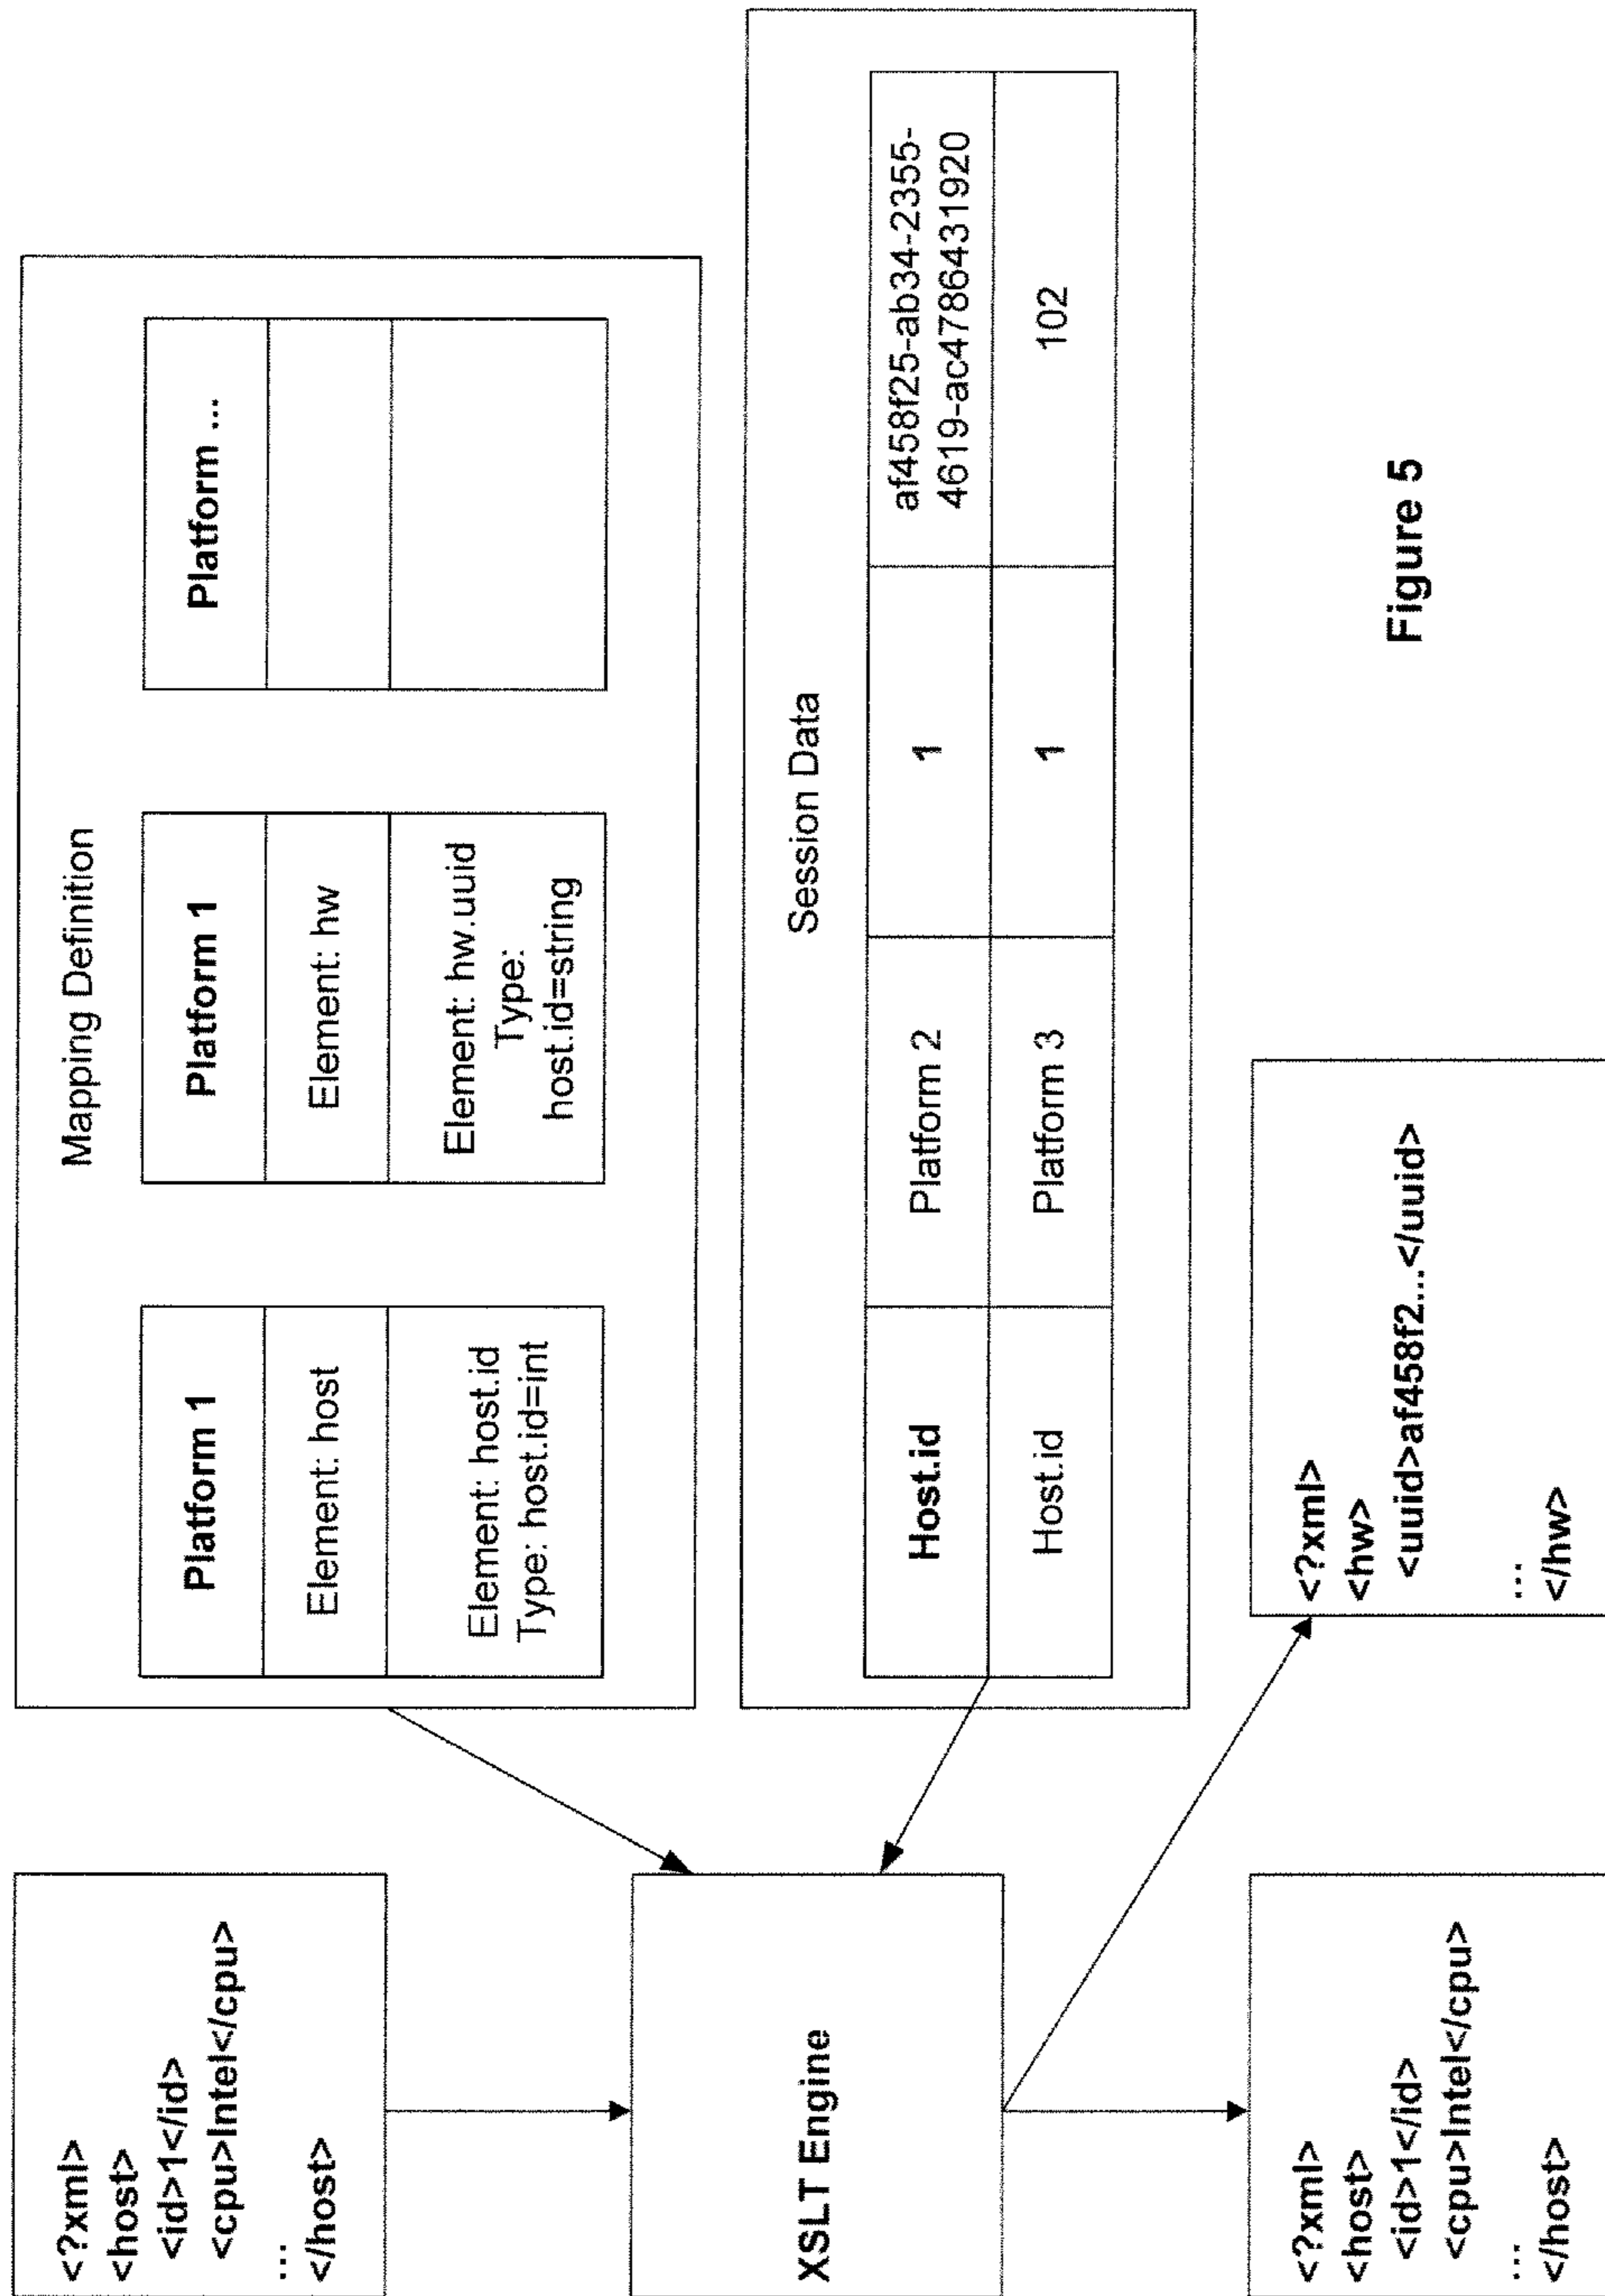 <?xml>
<host>
<id>1</id>
<cpu>Intel</cpu>
...
</host>
XSLT Engine
<?xml>
<host>
<id>1</id>
<cpu>Intel</cpu>
...
</host>
Mapping Definition
Platform 1
Element: host
Element: host.id
Type: host.id=int
Platform 1
Element: hw
Element: hw.uuid
Type:
host.id=string
Platform ...
Session Data
Host.id
Platform 2
1
af458f25-ab34-2355-
4619-ac4786431920
Host.id
Platform 3
1
102
<?xml>
<hw>
<uuid>af458f2...</uuid>
...
</hw>
Figure 5